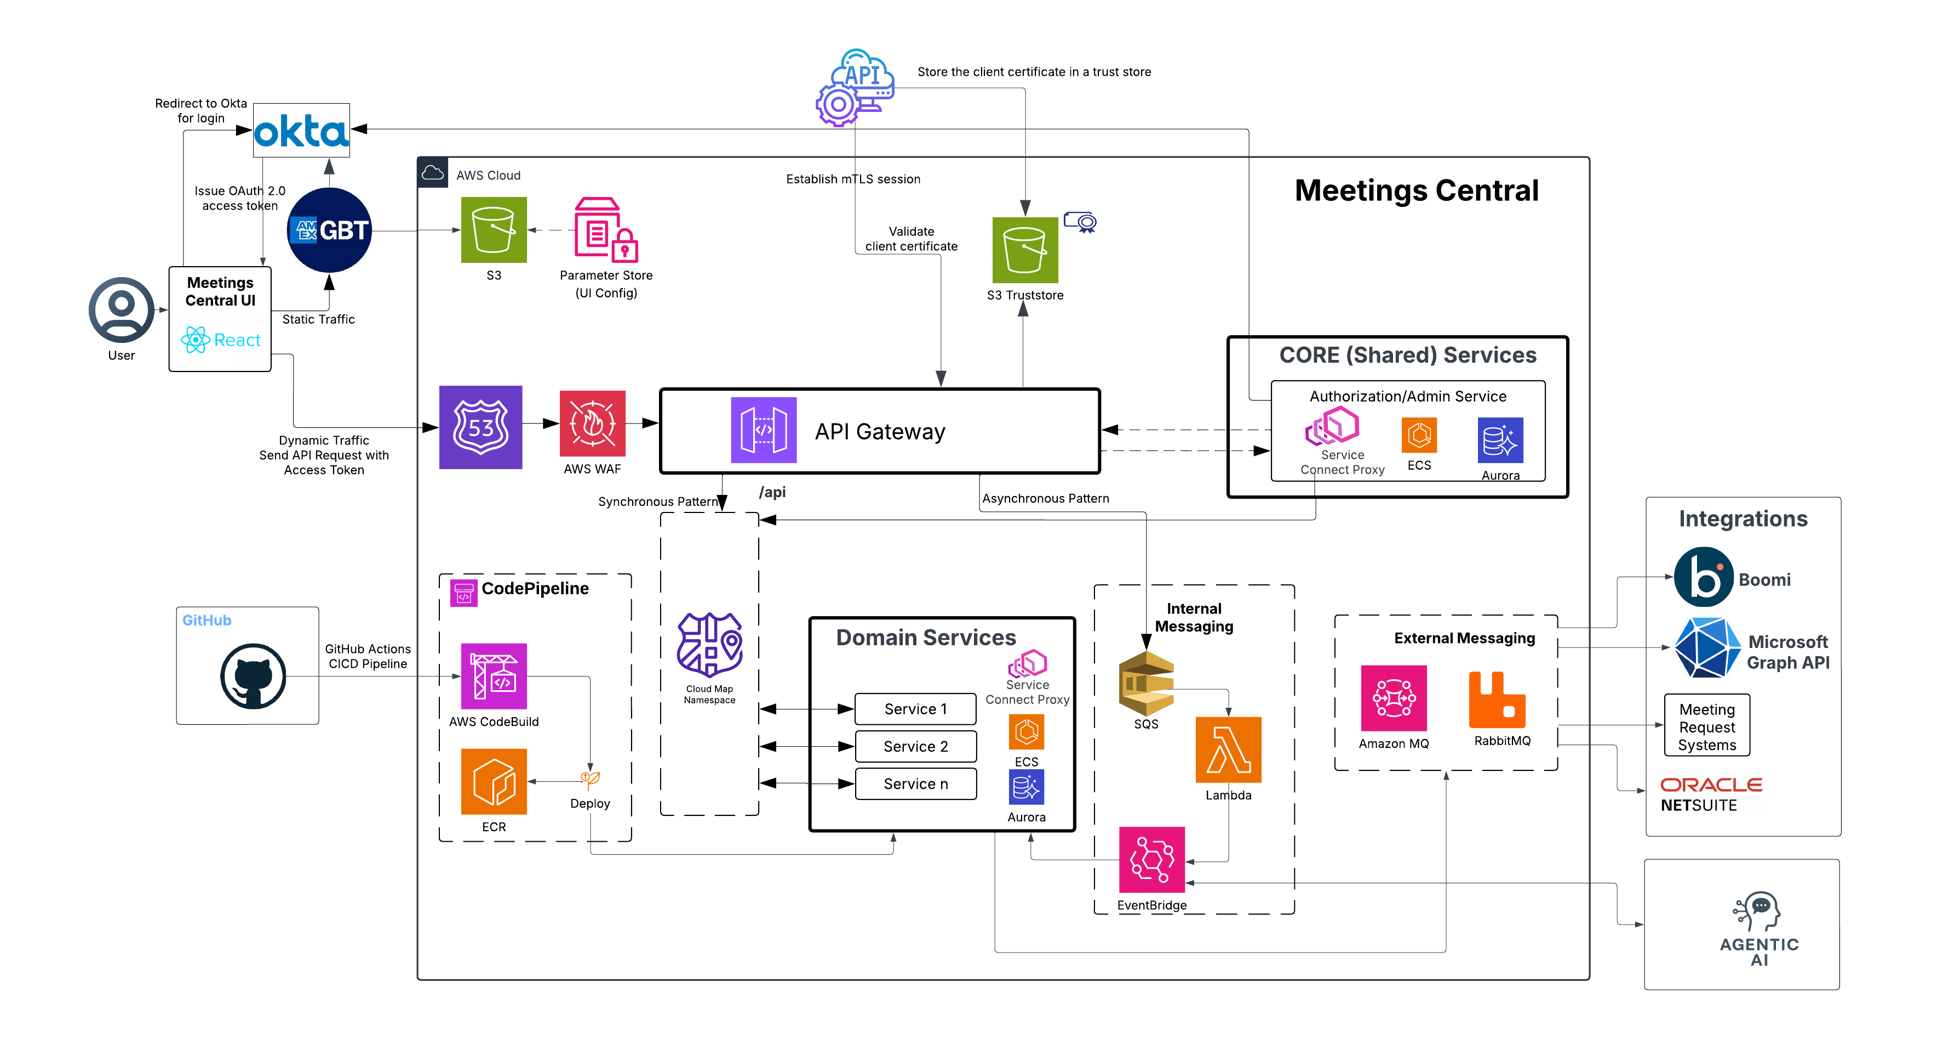 API
Store the client certificate in a trust store
Redirect to Okta
for login
okta
Establish mTLS session
AWS Cloud
Meetings Central
Issue OAuth 2.0
access token
AM
EX
GBT
Validate
client certificate
S3
Parameter Store
(UI Config)
S3 Truststore
Meetings
Central UI
React
User
Static Traffic
CORE (Shared) Services
Authorization/Admin Service
Service
Connect Proxy
ECS
Aurora
53
AWS WAF
API Gateway
Dynamic Traffic
Send API Request with
Access Token
Synchronous Pattern
/api
Asynchronous Pattern
Integrations
b
Boomi
Microsoft
Graph API
Meeting
Request
Systems
ORACLE
NETSUITE
CodePipeline
GitHub
GitHub Actions
CICD Pipeline
AWS CodeBuild
ECR
Deploy
Cloud Map
Namespace
Domain Services
Service
Connect Proxy
Service 1
Service 2
Service n
ECS
Aurora
Internal
Messaging
SQS
Lambda
EventBridge
External Messaging
Amazon MQ
RabbitMQ
AGENTIC
AI